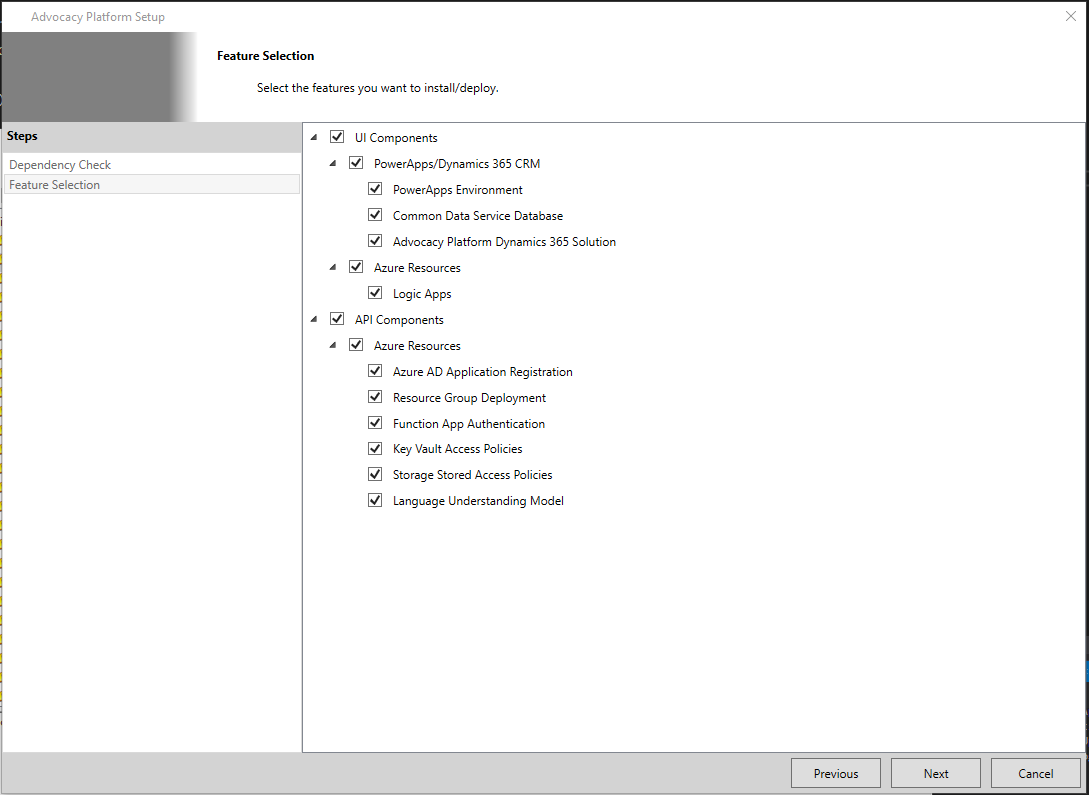 Advocacy Platform Setup
Feature Selection
Select the features you want to install/deploy.
Steps
Dependency Check
Feature Selection
UI Components
PowerApps/Dynamics 365 CRM
PowerApps Environment
Common Data Service Database
Advocacy Platform Dynamics 365 Solution
Azure Resources
Logic Apps
API Components
Azure Resources
Azure AD Application Registration
Resource Group Deployment
Function App Authentication
Key Vault Access Policies
Storage Stored Access Policies
Language Understanding Model
Previous
Next
Cancel